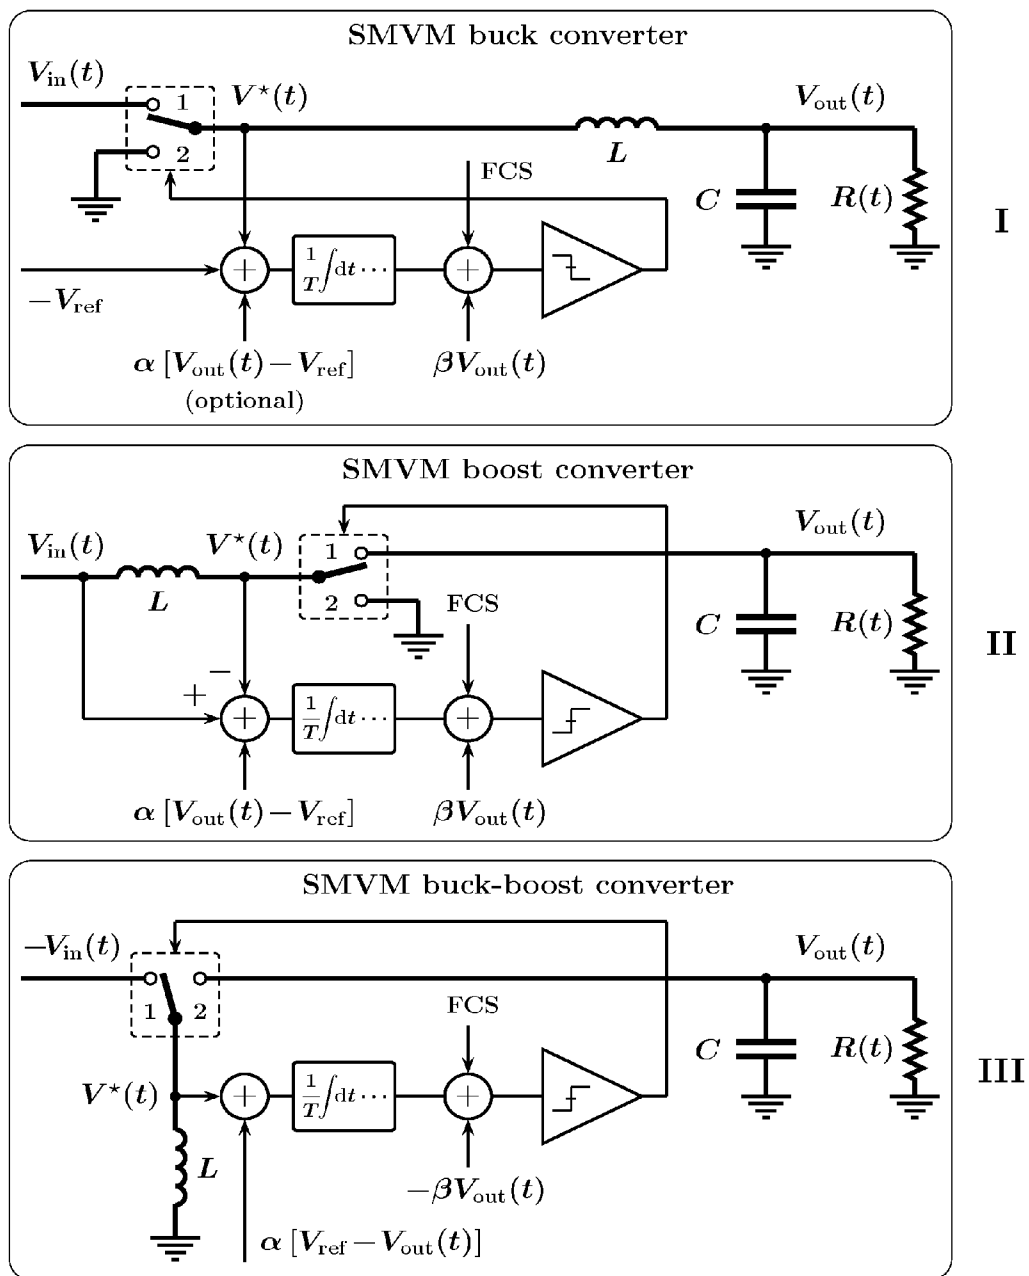 SMVM buck converter
V_in(t)
1
V*(t)
V_out(t)
2
L
FCS
C
R(t)
I
+
1/T ∫dt ···
+
−V_ref
α [V_out(t) − V_ref]
βV_out(t)
(optional)
SMVM boost converter
V_out(t)
V_in(t)
V*(t)
1
L
2
FCS
C
R(t)
II
−
+
+
1/T ∫dt ···
+
α [V_out(t) − V_ref]
βV_out(t)
SMVM buck-boost converter
−V_in(t)
V_out(t)
1
2
FCS
C
R(t)
III
V*(t)
+
1/T ∫dt ···
+
L
−βV_out(t)
α [V_ref − V_out(t)]